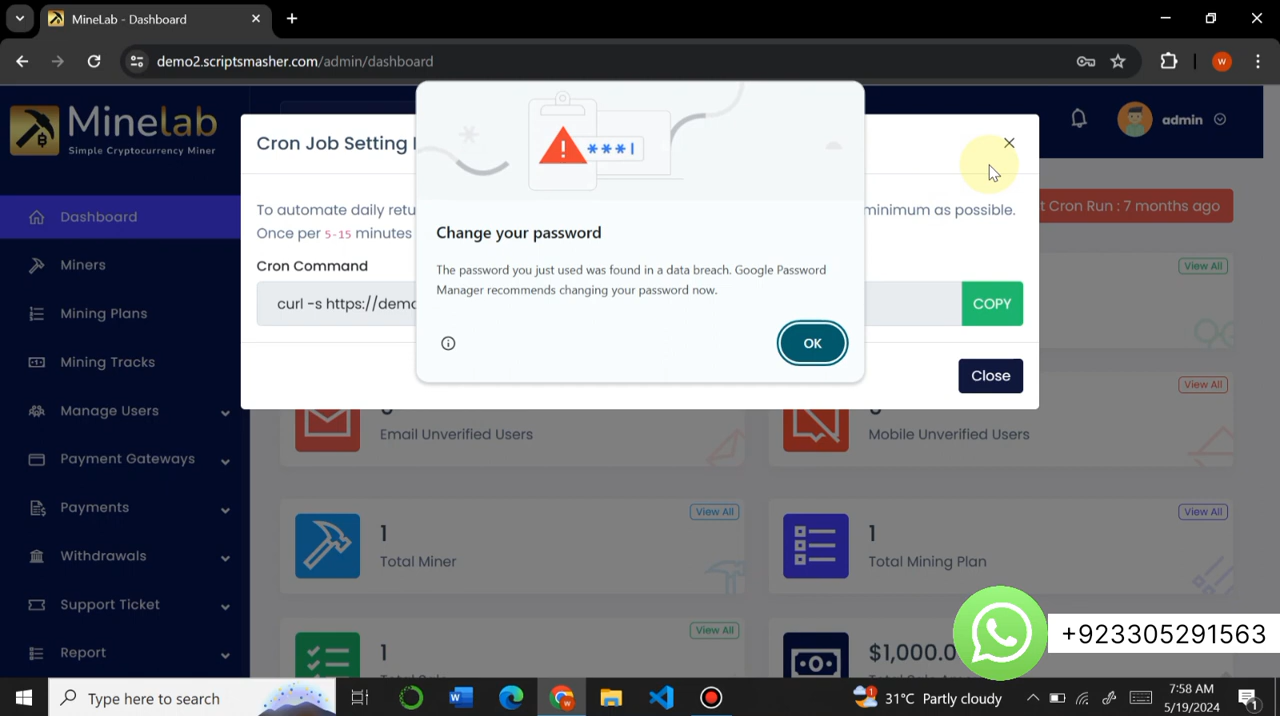 MineLab - Dashboard
demo2.scriptsmasher.com/admin/dashboard
W
Minelab
Simple Cryptocurrency Miner
admin
Cron Job Setting
To automate daily retu
minimum as possible.
Once per 5-15 minutes
Cron Command
curl -s https://demo
COPY
Close
***
Change your password
The password you just used was found in a data breach. Google Password
Manager recommends changing your password now.
OK
t Cron Run : 7 months ago
Dashboard
Miners
Mining Plans
Mining Tracks
Manage Users
Payment Gateways
Payments
Withdrawals
Support Ticket
Report
View All
View All
Email Unverified Users
Mobile Unverified Users
View All
1
Total Miner
View All
1
Total Mining Plan
View All
1
$1,000.0
+923305291563
Type here to search
31°C Partly cloudy
7:58 AM
5/19/2024
1